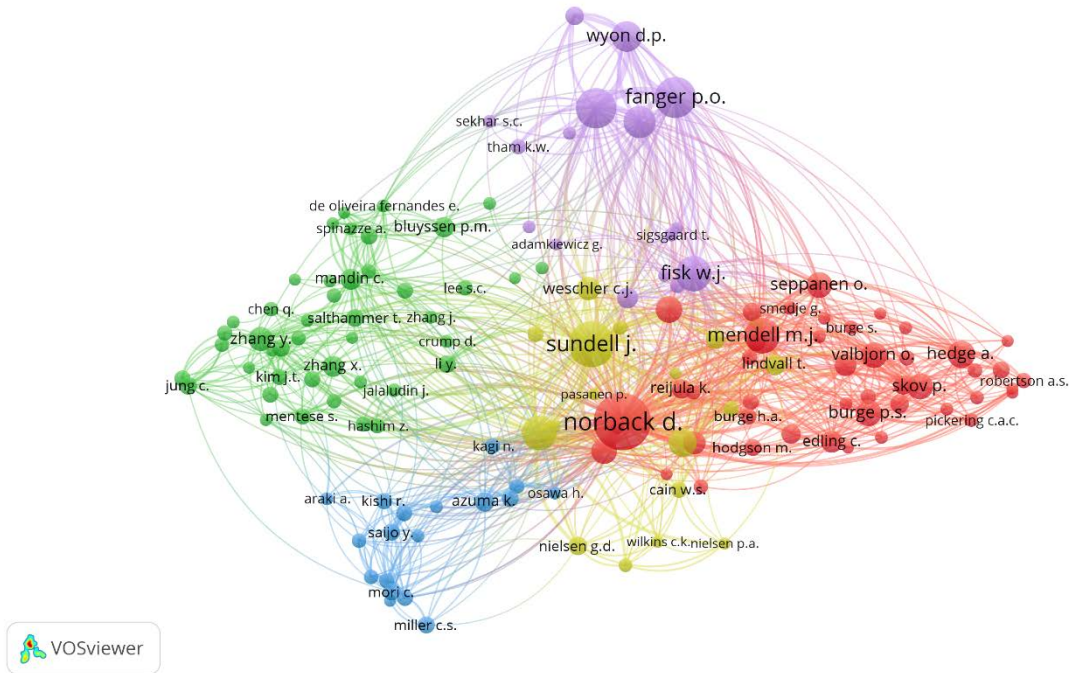 wyon d.p.
fanger p.o.
sekhar s.c.
tham k.w.
de oliveira fernandes e.
spinazze a.
bluyssen p.m.
adamkiewicz g.
sigsgaard t.
mandin c.
lee s.c.
weschler c.j.
fisk w.j.
seppanen o.
chen q.
salthammer t.
zhang j.
smedje g.
burge s.
zhang y.
crump d.
sundell j.
mendell m.j.
valbjorn o.
hedge a.
li y.
lindvall t.
kim j.t.
zhang x.
jung c.
jalaludin j.
pasanen p.
reijula k.
skov p.
robertson a.s.
mentese s.
hashim z.
norback d.
burge h.a.
burge p.s.
pickering c.a.c.
kagi n.
hodgson m.
edling c.
araki a.
kishi r.
azuma k.
osawa h.
cain w.s.
saijo y.
nielsen g.d.
wilkins c.k.
nielsen p.a.
mori c.
miller c.s.
VOSviewer